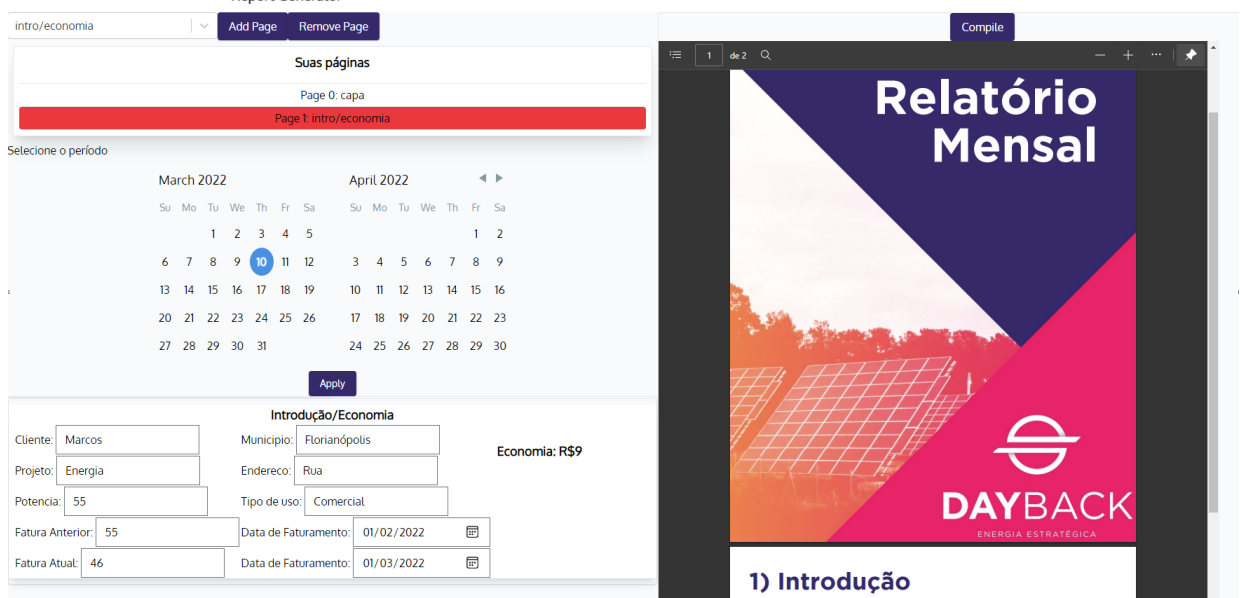 Report Generator
intro/economia
Add Page
Remove Page
Suas páginas
Page 0: capa
Page 1: intro/economia
Selecione o período
March 2022
Su Mo Tu We Th Fr Sa
1 2 3 4 5
6 7 8 9 10 11 12
13 14 15 16 17 18 19
20 21 22 23 24 25 26
27 28 29 30 31
April 2022
Su Mo Tu We Th Fr Sa
1 2
3 4 5 6 7 8 9
10 11 12 13 14 15 16
17 18 19 20 21 22 23
24 25 26 27 28 29 30
Apply
Introdução/Economia
Cliente: Marcos
Municipio: Florianópolis
Economia: R$9
Projeto: Energia
Endereco: Rua
Potencia: 55
Tipo de uso: Comercial
Fatura Anterior: 55
Data de Faturamento: 01/02/2022
Fatura Atual: 46
Data de Faturamento: 01/03/2022
Compile
1 de 2
Relatório
Mensal
DAYBACK
ENERGIA ESTRATÉGICA
1) Introdução